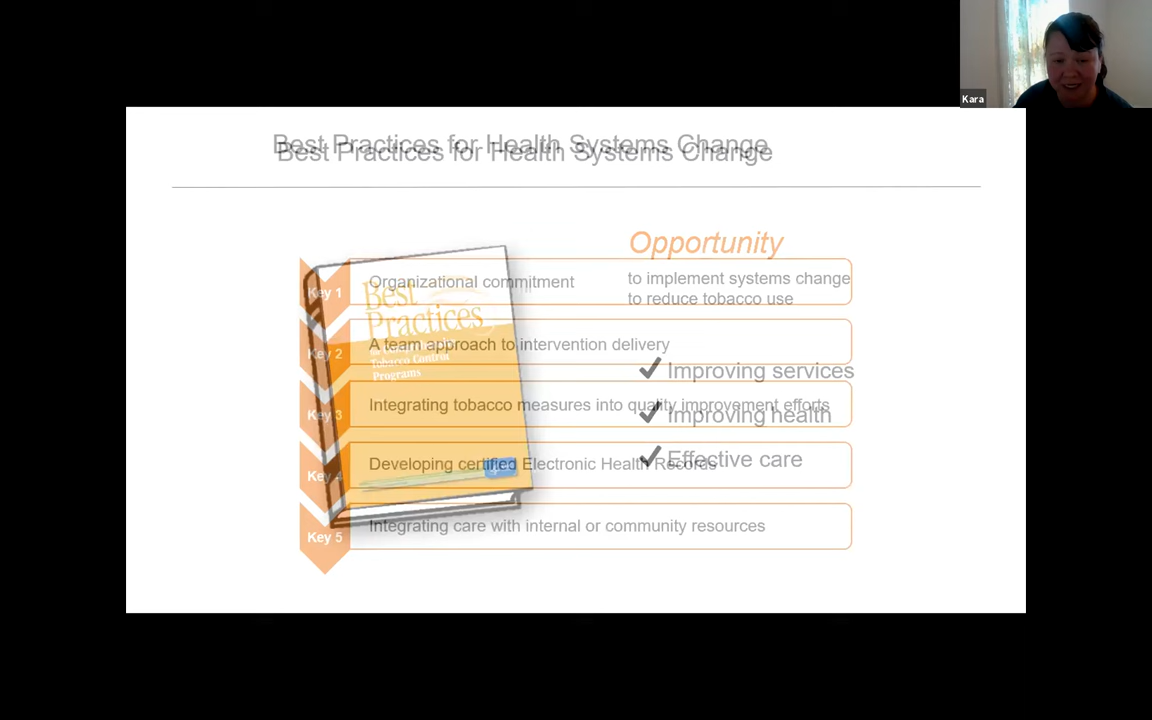 Kara
Best Practices for Health Systems Change
Best Practices for Health Systems Change
Opportunity
to implement systems change
to reduce tobacco use
Improving services
Improving health
Effective care
Key 1
Organizational commitment
Key 2
A team approach to intervention delivery
Key 3
Integrating tobacco measures into quality improvement efforts
Key 4
Developing certified Electronic Health Records
Key 5
Integrating care with internal or community resources
Best
Practices
Tobacco Control
Programs